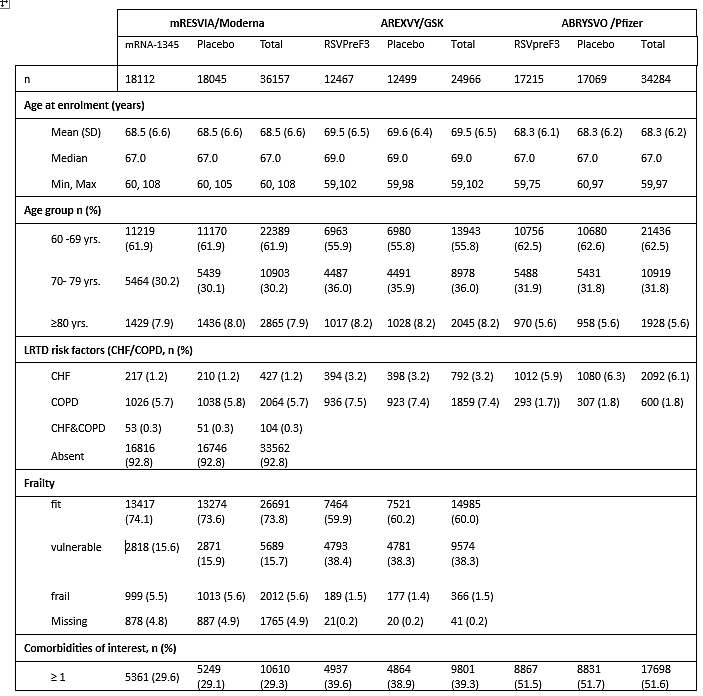 mRESVIA/Moderna AREXVY/GSK ABRYSVO /Pfizer
mRNA-1345 Placebo Total RSVPreF3 Placebo Total RSVpreF3 Placebo Total
n 18112 18045 36157 12467 12499 24966 17215 17069 34284
Age at enrolment (years)
Mean (SD) 68.5 (6.6) 68.5 (6.6) 68.5 (6.6) 69.5 (6.5) 69.6 (6.4) 69.5 (6.5) 68.3 (6.1) 68.3 (6.2) 68.3 (6.2)
Median 67.0 67.0 67.0 69.0 69.0 69.0 67.0 67.0 67.0
Min, Max 60, 108 60, 105 60, 108 59,102 59,98 59,102 59,75 60,97 59,97
Age group n (%)
60 -69 yrs. 11219 (61.9) 11170 (61.9) 22389 (61.9) 6963 (55.9) 6980 (55.8) 13943 (55.8) 10756 (62.5) 10680 (62.6) 21436 (62.5)
70- 79 yrs. 5464 (30.2) 5439 (30.1) 10903 (30.2) 4487 (36.0) 4491 (35.9) 8978 (36.0) 5488 (31.9) 5431 (31.8) 10919 (31.8)
≥80 yrs. 1429 (7.9) 1436 (8.0) 2865 (7.9) 1017 (8.2) 1028 (8.2) 2045 (8.2) 970 (5.6) 958 (5.6) 1928 (5.6)
LRTD risk factors (CHF/COPD, n (%)
CHF 217 (1.2) 210 (1.2) 427 (1.2) 394 (3.2) 398 (3.2) 792 (3.2) 1012 (5.9) 1080 (6.3) 2092 (6.1)
COPD 1026 (5.7) 1038 (5.8) 2064 (5.7) 936 (7.5) 923 (7.4) 1859 (7.4) 293 (1.7)) 307 (1.8) 600 (1.8)
CHF&COPD 53 (0.3) 51 (0.3) 104 (0.3)
Absent 16816 (92.8) 16746 (92.8) 33562 (92.8)
Frailty
fit 13417 (74.1) 13274 (73.6) 26691 (73.8) 7464 (59.9) 7521 (60.2) 14985 (60.0)
vulnerable 2818 (15.6) 2871 (15.9) 5689 (15.7) 4793 (38.4) 4781 (38.3) 9574 (38.3)
frail 999 (5.5) 1013 (5.6) 2012 (5.6) 189 (1.5) 177 (1.4) 366 (1.5)
Missing 878 (4.8) 887 (4.9) 1765 (4.9) 21(0.2) 20 (0.2) 41 (0.2)
Comorbidities of interest, n (%)
≥ 1 5361 (29.6) 5249 (29.1) 10610 (29.3) 4937 (39.6) 4864 (38.9) 9801 (39.3) 8867 (51.5) 8831 (51.7) 17698 (51.6)